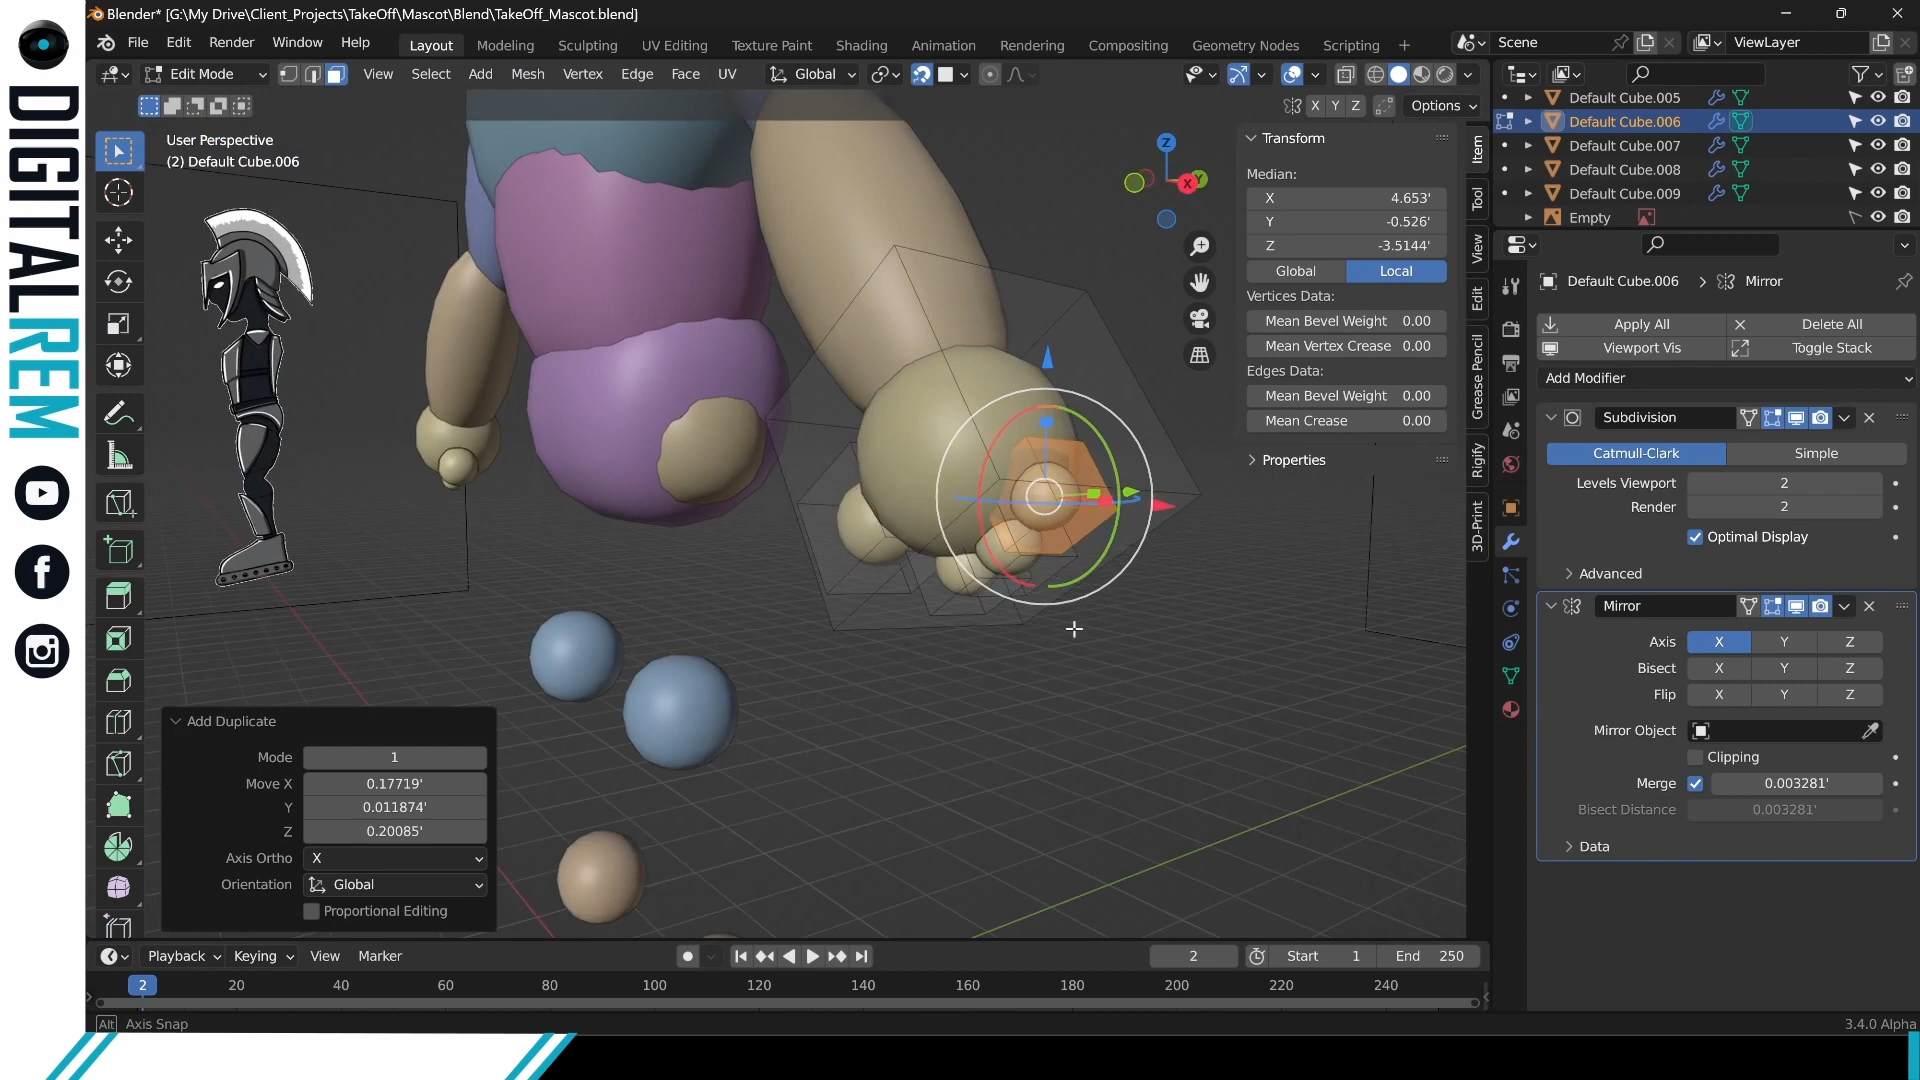 DIGITALREM
Blender* [G:\My Drive\Client_Projects\TakeOff\Mascot\Blend\TakeOff_Mascot.blend]
File Edit Render Window Help Layout Modeling Sculpting UV Editing Texture Paint Shading Animation Rendering Compositing Geometry Nodes Scripting + Scene ViewLayer
Edit Mode View Select Add Mesh Vertex Edge Face UV Global
X Y Z Options
User Perspective
(2) Default Cube.006
Z
X
Y
Transform
Median:
X 4.653'
Y -0.526'
Z -3.5144'
Global Local
Vertices Data:
Mean Bevel Weight 0.00
Mean Vertex Crease 0.00
Edges Data:
Mean Bevel Weight 0.00
Mean Crease 0.00
Properties
Item
Tool
View
Edit
Grease Pencil
Rigify
3D-Print
Default Cube.005
Default Cube.006
Default Cube.007
Default Cube.008
Default Cube.009
Empty
Default Cube.006 > Mirror
Apply All Delete All
Viewport Vis Toggle Stack
Add Modifier
Subdivision
Catmull-Clark Simple
Levels Viewport 2
Render 2
Optimal Display
Advanced
Mirror
Axis X Y Z
Bisect X Y Z
Flip X Y Z
Mirror Object
Clipping
Merge 0.003281'
Bisect Distance 0.003281'
Data
Add Duplicate
Mode 1
Move X 0.17719'
Y 0.011874'
Z 0.20085'
Axis Ortho X
Orientation Global
Proportional Editing
Playback Keying View Marker 2 Start 1 End 250
2 20 40 60 80 100 120 140 160 180 200 220 240
Alt Axis Snap
3.4.0 Alpha